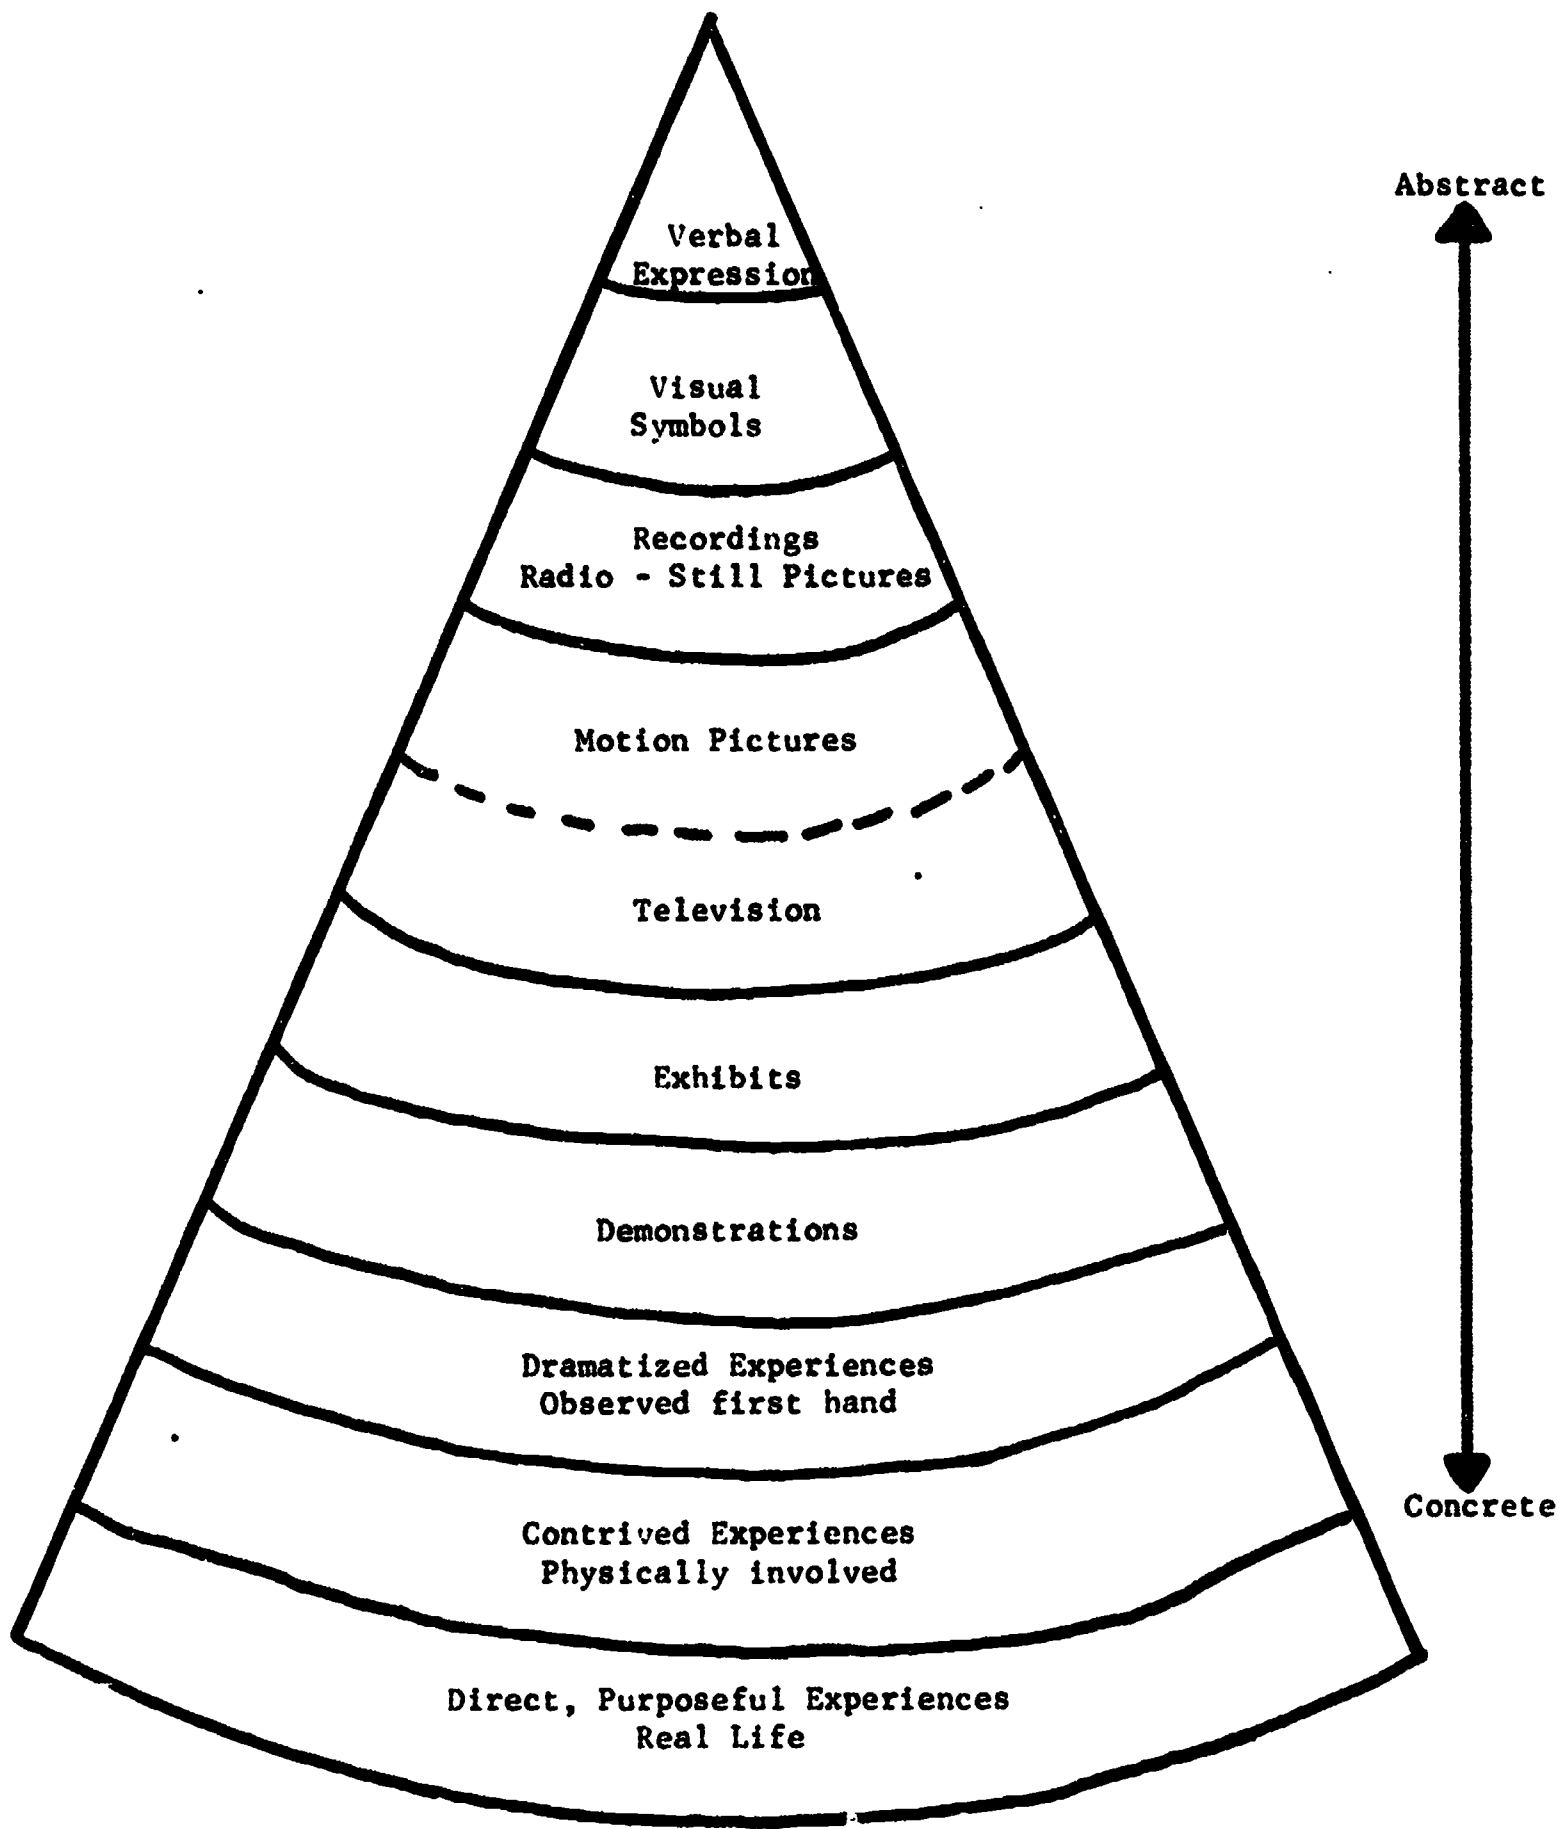 Abstract
Verbal
Expression
Visual
Symbols
Recordings
Radio - Still Pictures
Motion Pictures
Television
Exhibits
Demonstrations
Dramatized Experiences
Observed first hand
Contrived Experiences
Physically involved
Direct, Purposeful Experiences
Real Life
Concrete